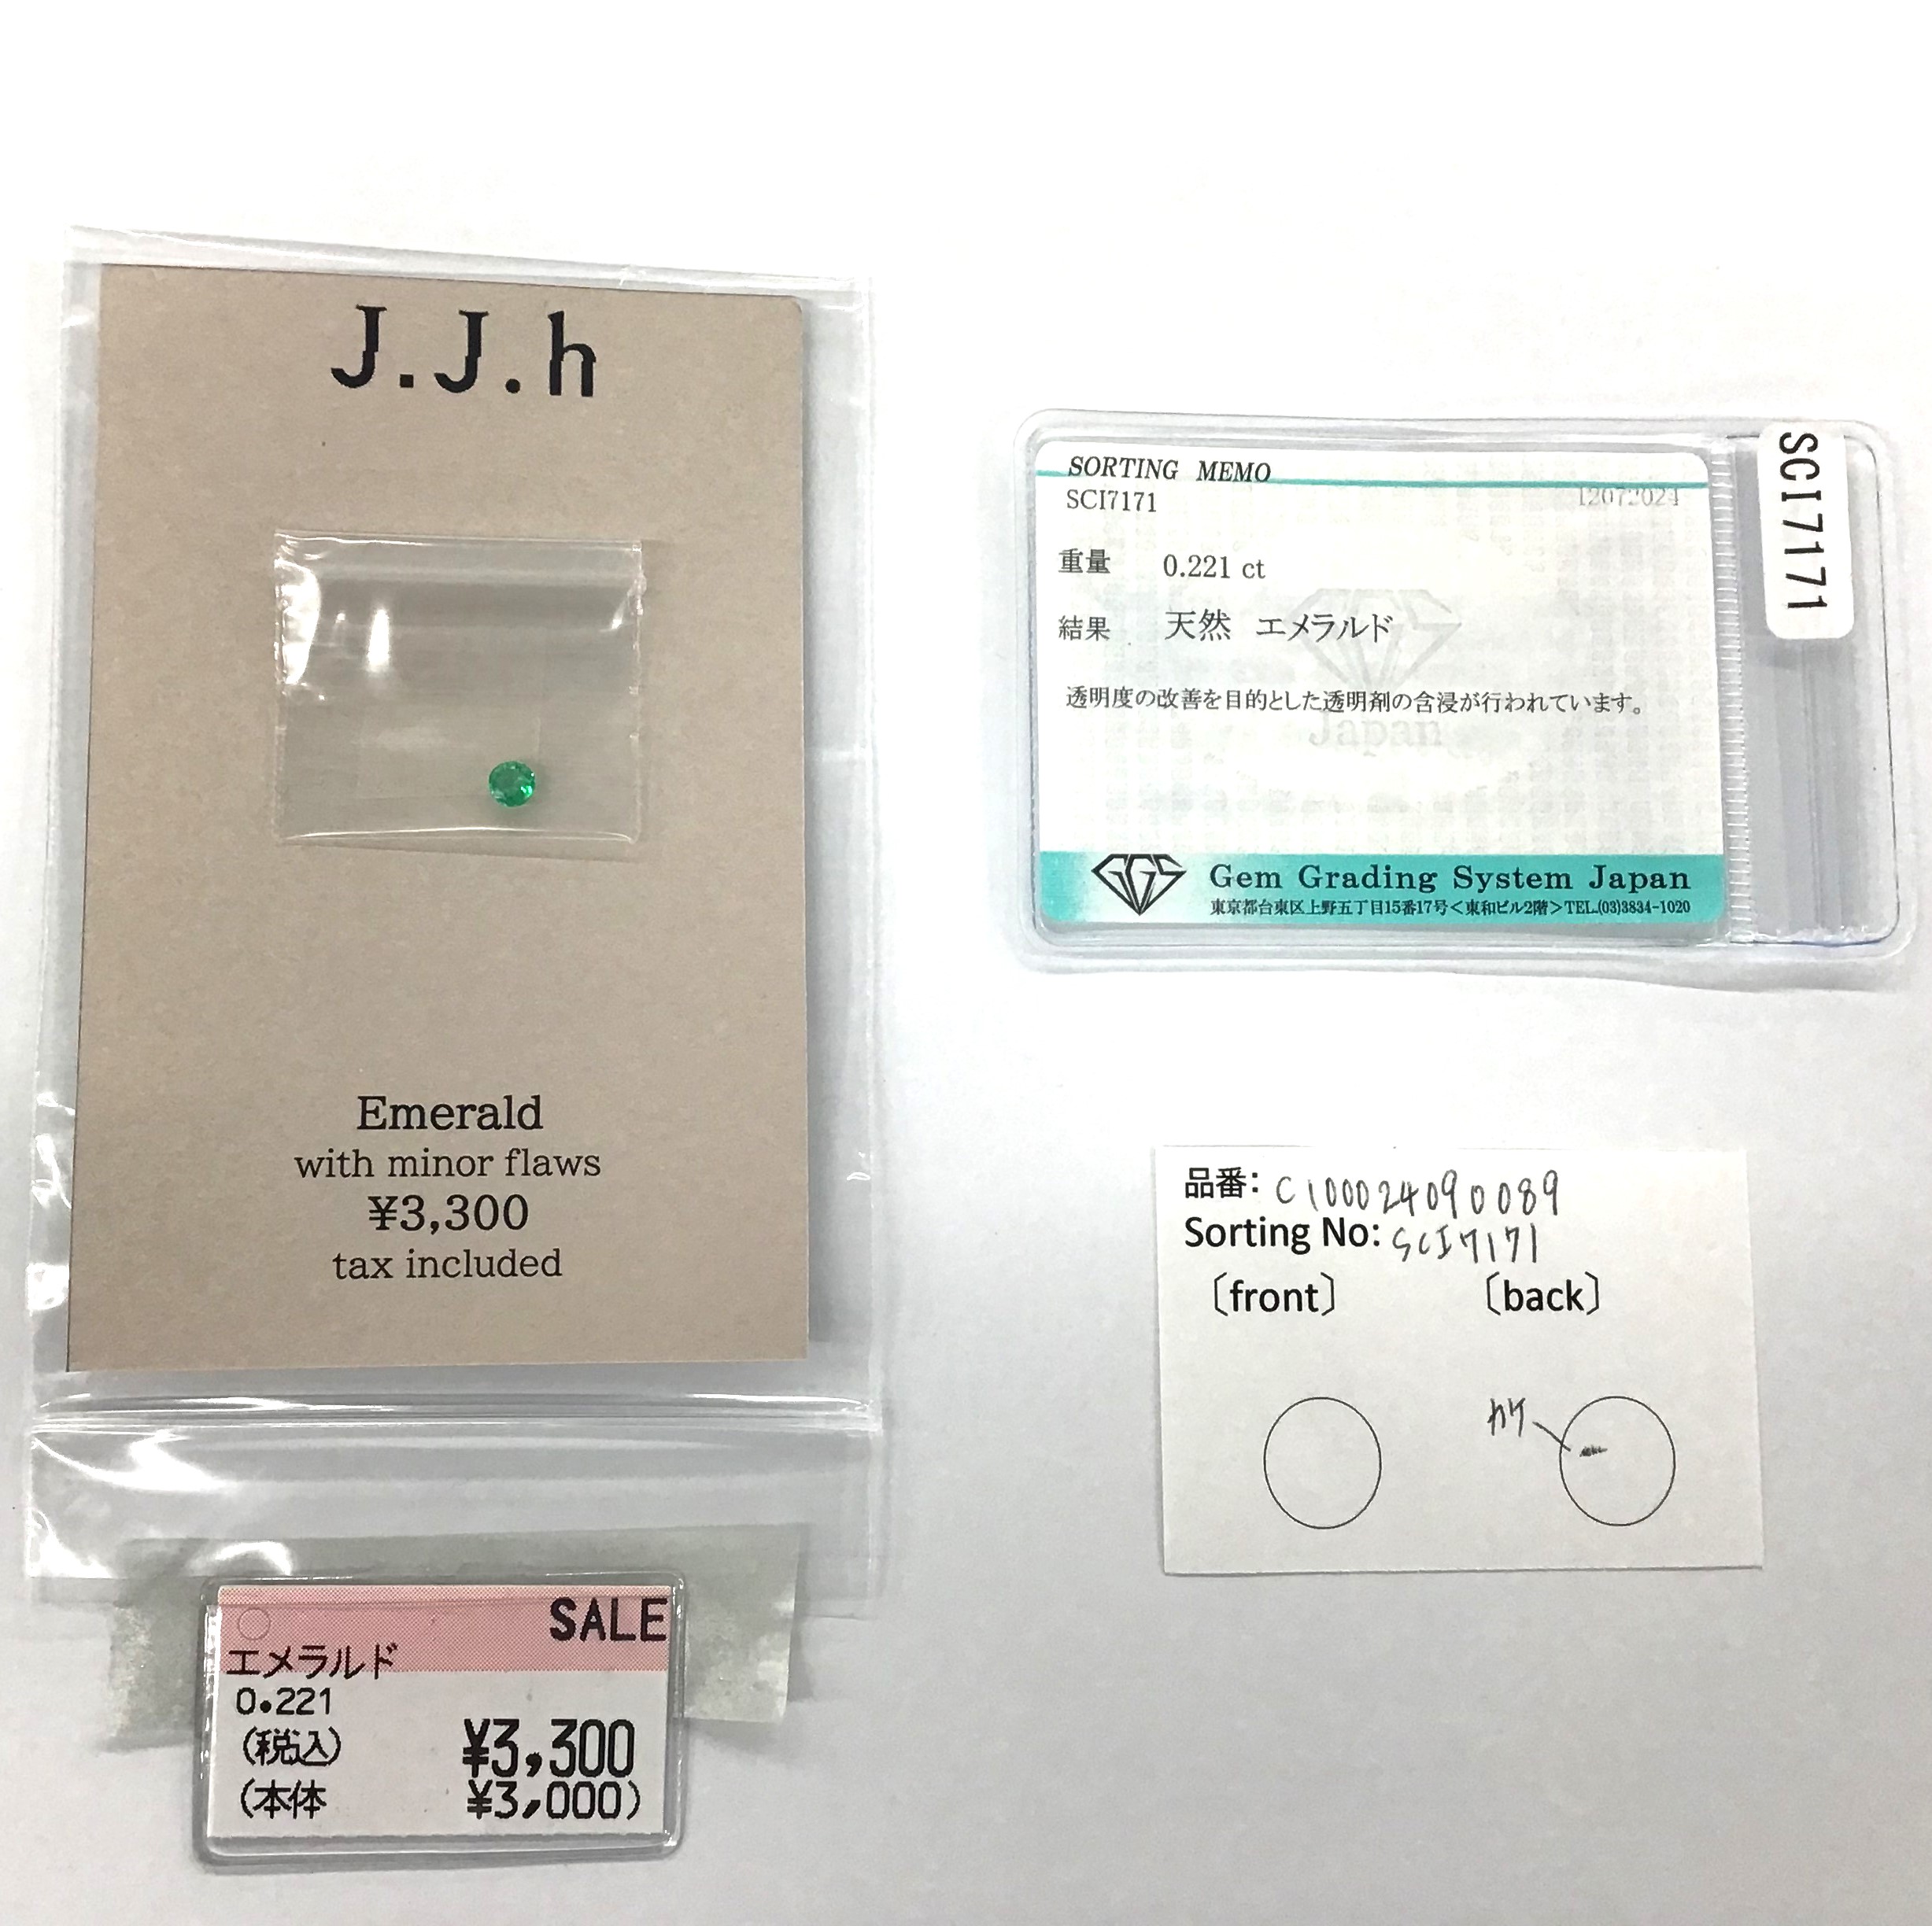 J.J.h
Emerald
with minor flaws
¥3,300
tax included
SALE
エメラルド
0.221
(税込) ¥3,300
(本体 ¥3,000)
SORTING MEMO
SCI7171 12072024
重量 0.221 ct
結果 天然 エメラルド
透明度の改善を目的とした透明剤の含浸が行われています。
GGS
Japan
GGS Gem Grading System Japan
東京都台東区上野五丁目15番17号<東和ビル2階>TEL.(03)3834-1020
SCI7171
品番: C100024090089
Sorting No: SCI7171
〔front〕 〔back〕
カケ